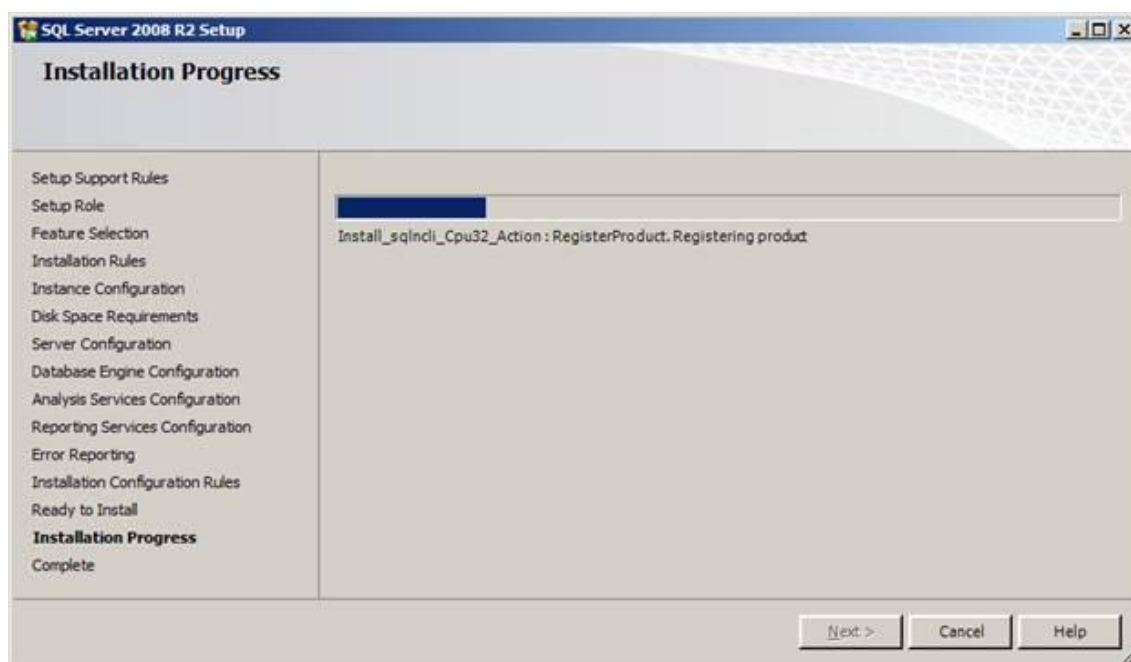 SQL Server 2008 R2 Setup
Installation Progress
Setup Support Rules
Setup Role
Feature Selection
Installation Rules
Instance Configuration
Disk Space Requirements
Server Configuration
Database Engine Configuration
Analysis Services Configuration
Reporting Services Configuration
Error Reporting
Installation Configuration Rules
Ready to Install
Installation Progress
Complete
Install_sqlncli_Cpu32_Action : RegisterProduct. Registering product
Next >
Cancel
Help